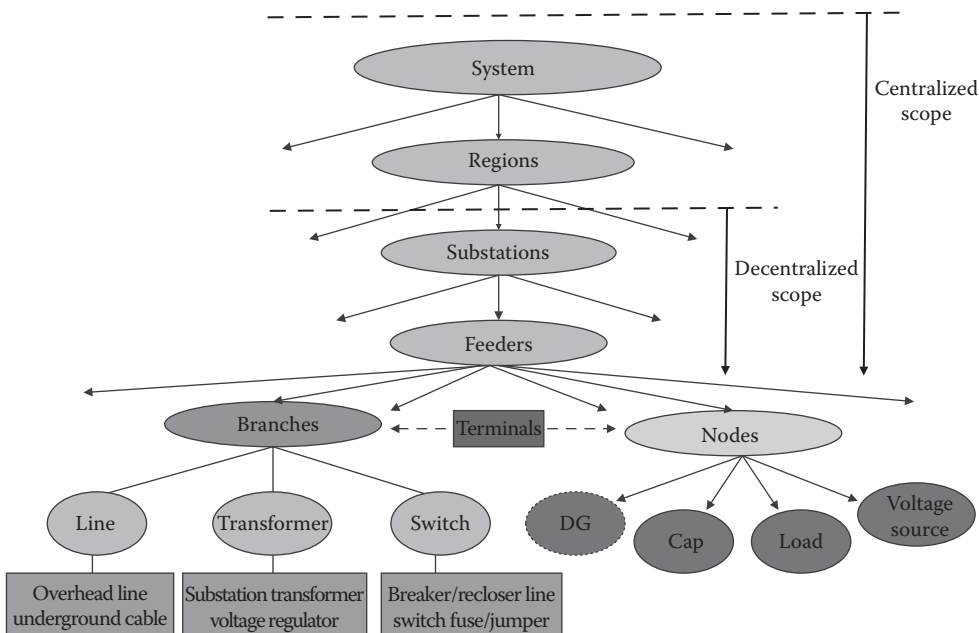 System
Centralized
scope
Regions
Substations
Decentralized
scope
Feeders
Branches
Terminals
Nodes
Line
Transformer
Switch
DG
Cap
Load
Voltage
source
Overhead line
underground cable
Substation transformer
voltage regulator
Breaker/recloser line
switch fuse/jumper